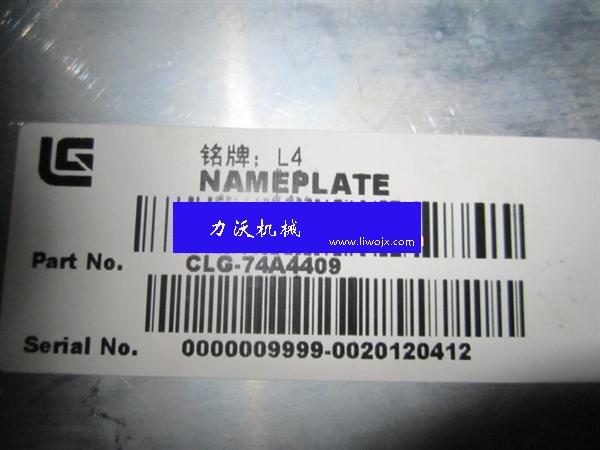 LG
铭牌：L4
NAMEPLATE
力沃机械
www.liwojx.com
Part No. CLG-74A4409
Serial No. 0000009999-0020120412